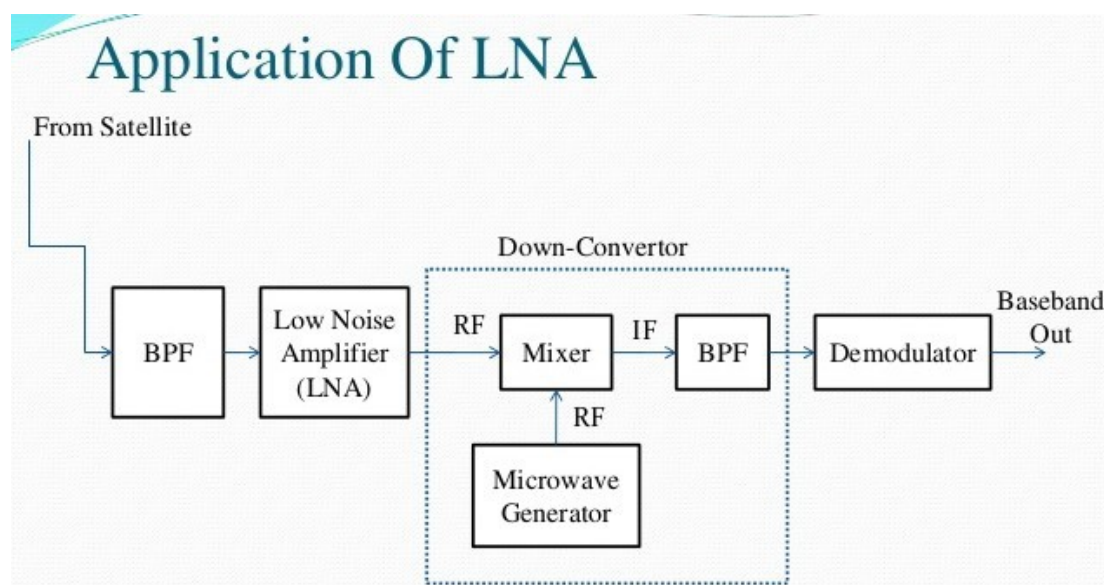 Application Of LNA
From Satellite
Down-Convertor
BPF
Low Noise
Amplifier
(LNA)
RF
Mixer
IF
BPF
Demodulator
Baseband
Out
RF
Microwave
Generator